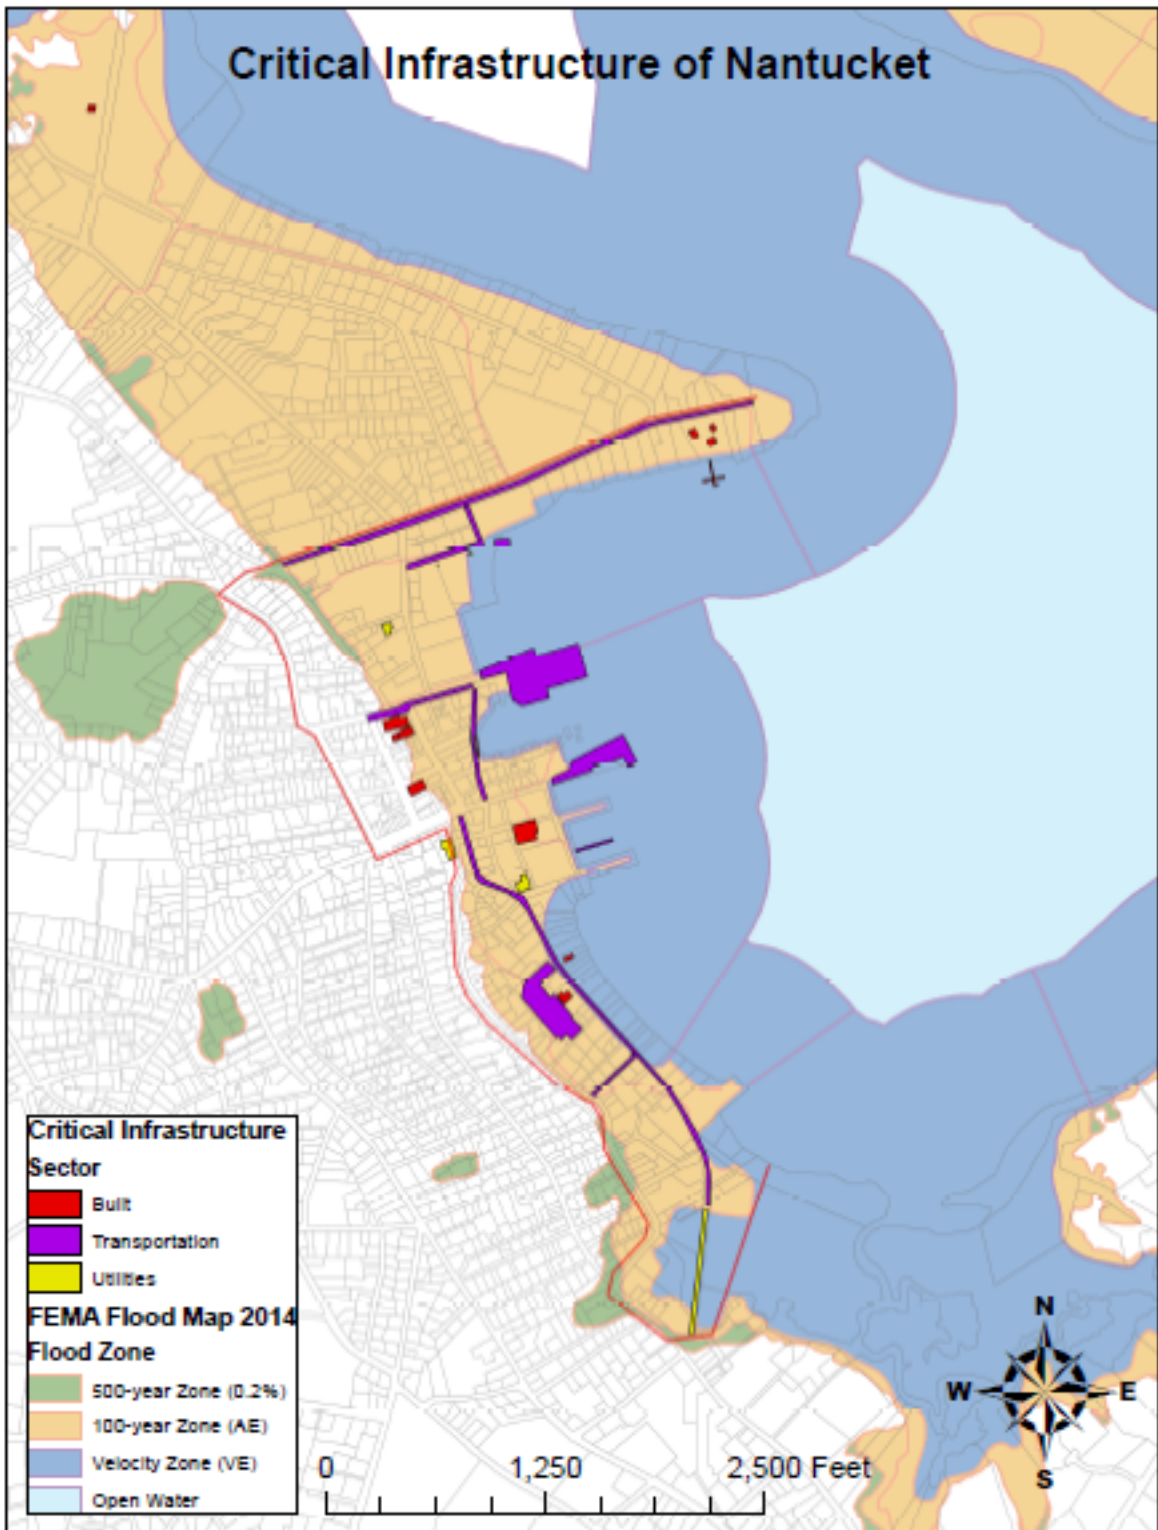 Critical Infrastructure of Nantucket
Critical Infrastructure
Sector
Built
Transportation
Utilities
FEMA Flood Map 2014
Flood Zone
500-year Zone (0.2%)
100-year Zone (AE)
Velocity Zone (VE)
Open Water
0 1,250 2,500 Feet
N
W E
S